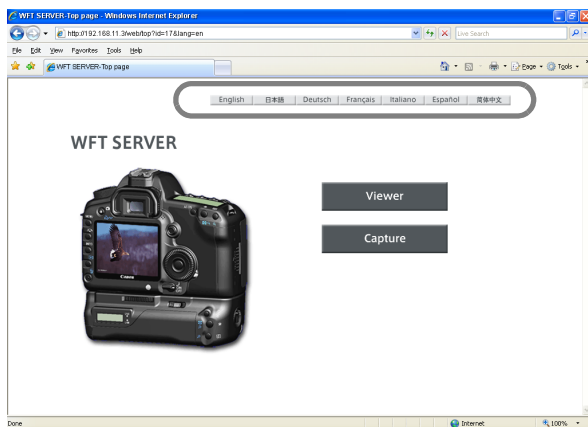 WFT SERVER-Top page - Windows Internet Explorer
http://192.168.11.3/web/top?id=17&lang=en
Live Search
File Edit View Favorites Tools Help
WFT SERVER-Top page
Page Tools
English 日本語 Deutsch Français Italiano Español 简体中文
WFT SERVER
Viewer
Canon
Capture
Done Internet 100%